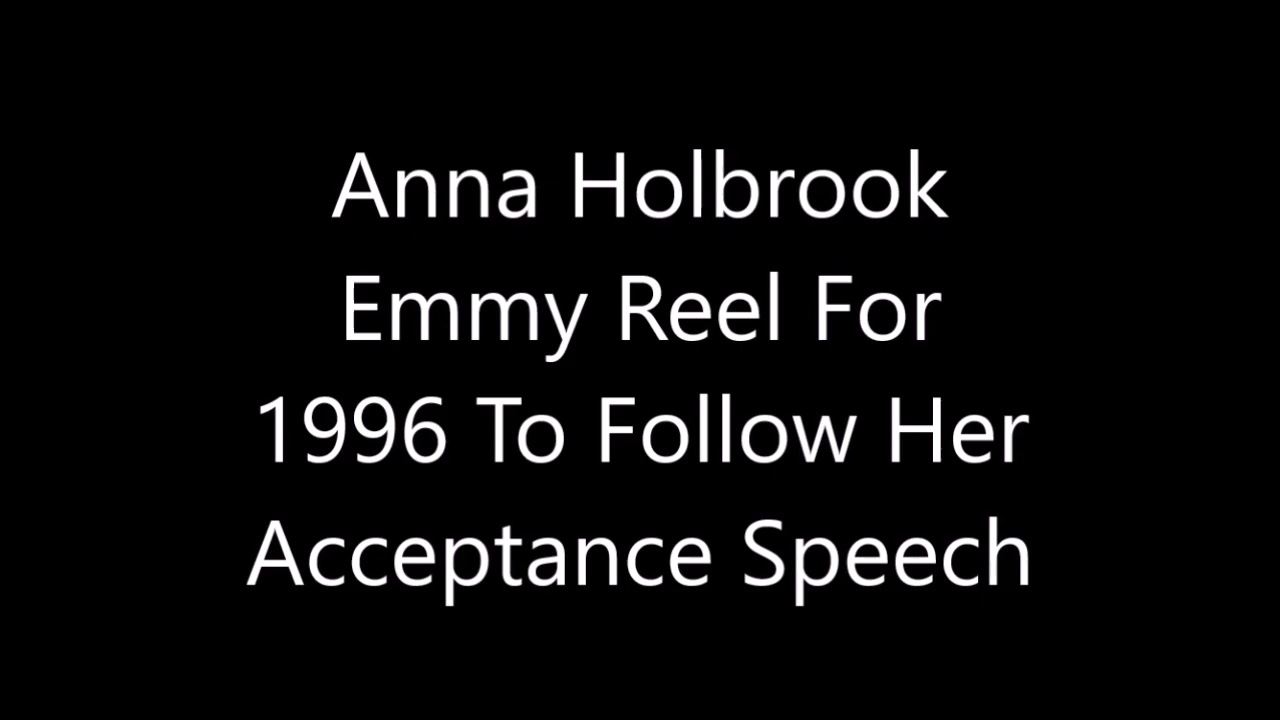 Anna Holbrook
Emmy Reel For
1996 To Follow Her
Acceptance Speech